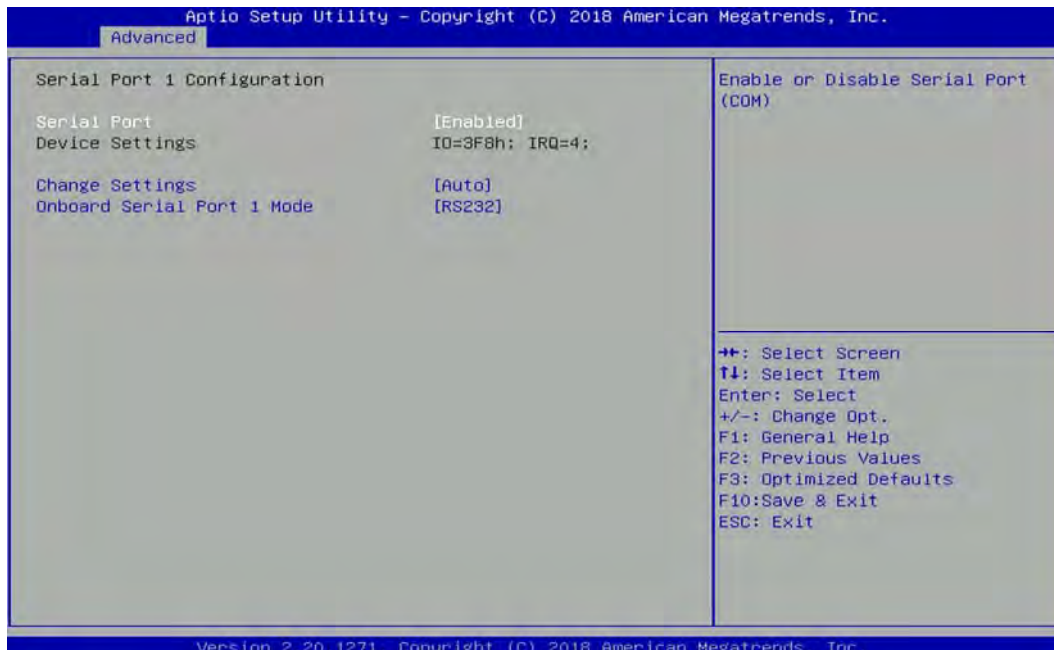 Aptio Setup Utility – Copyright (C) 2018 American Megatrends, Inc.
Advanced
Serial Port 1 Configuration
Serial Port [Enabled]
Device Settings IO=3F8h; IRQ=4;
Change Settings [Auto]
Onboard Serial Port 1 Mode [RS232]
Enable or Disable Serial Port
(COM)
→←: Select Screen
↑↓: Select Item
Enter: Select
+/-: Change Opt.
F1: General Help
F2: Previous Values
F3: Optimized Defaults
F10:Save & Exit
ESC: Exit
Version 2.20.1271. Copyright (C) 2018 American Megatrends, Inc.